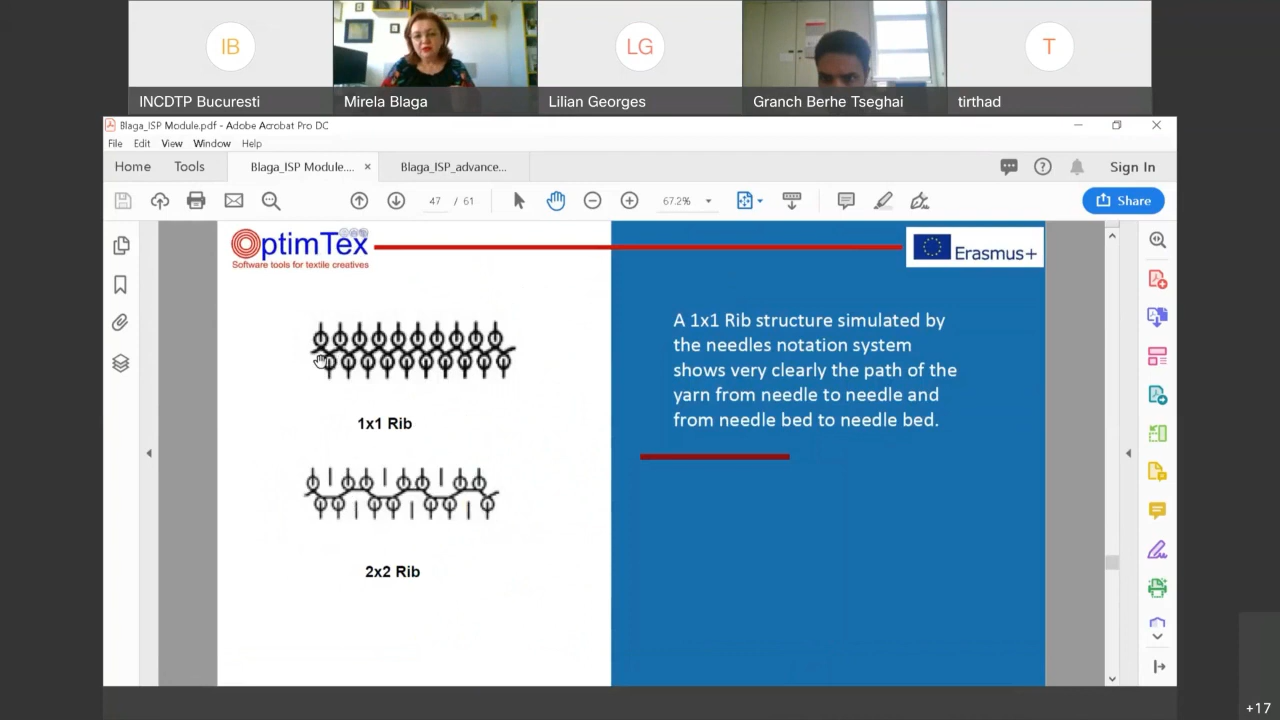 IB
LG
T
INCDTP Bucuresti
Mirela Blaga
Lilian Georges
Granch Berhe Tseghai
tirthad
Blaga_ISP Module.pdf - Adobe Acrobat Pro DC
File Edit View Window Help
Home Tools Blaga_ISP Module.... × Blaga_ISP_advance... Sign In
47 / 61 67.2% Share
OptimTex
Software tools for textile creatives
Erasmus+
1x1 Rib
2x2 Rib
A 1x1 Rib structure simulated by
the needles notation system
shows very clearly the path of the
yarn from needle to needle and
from needle bed to needle bed.
+17